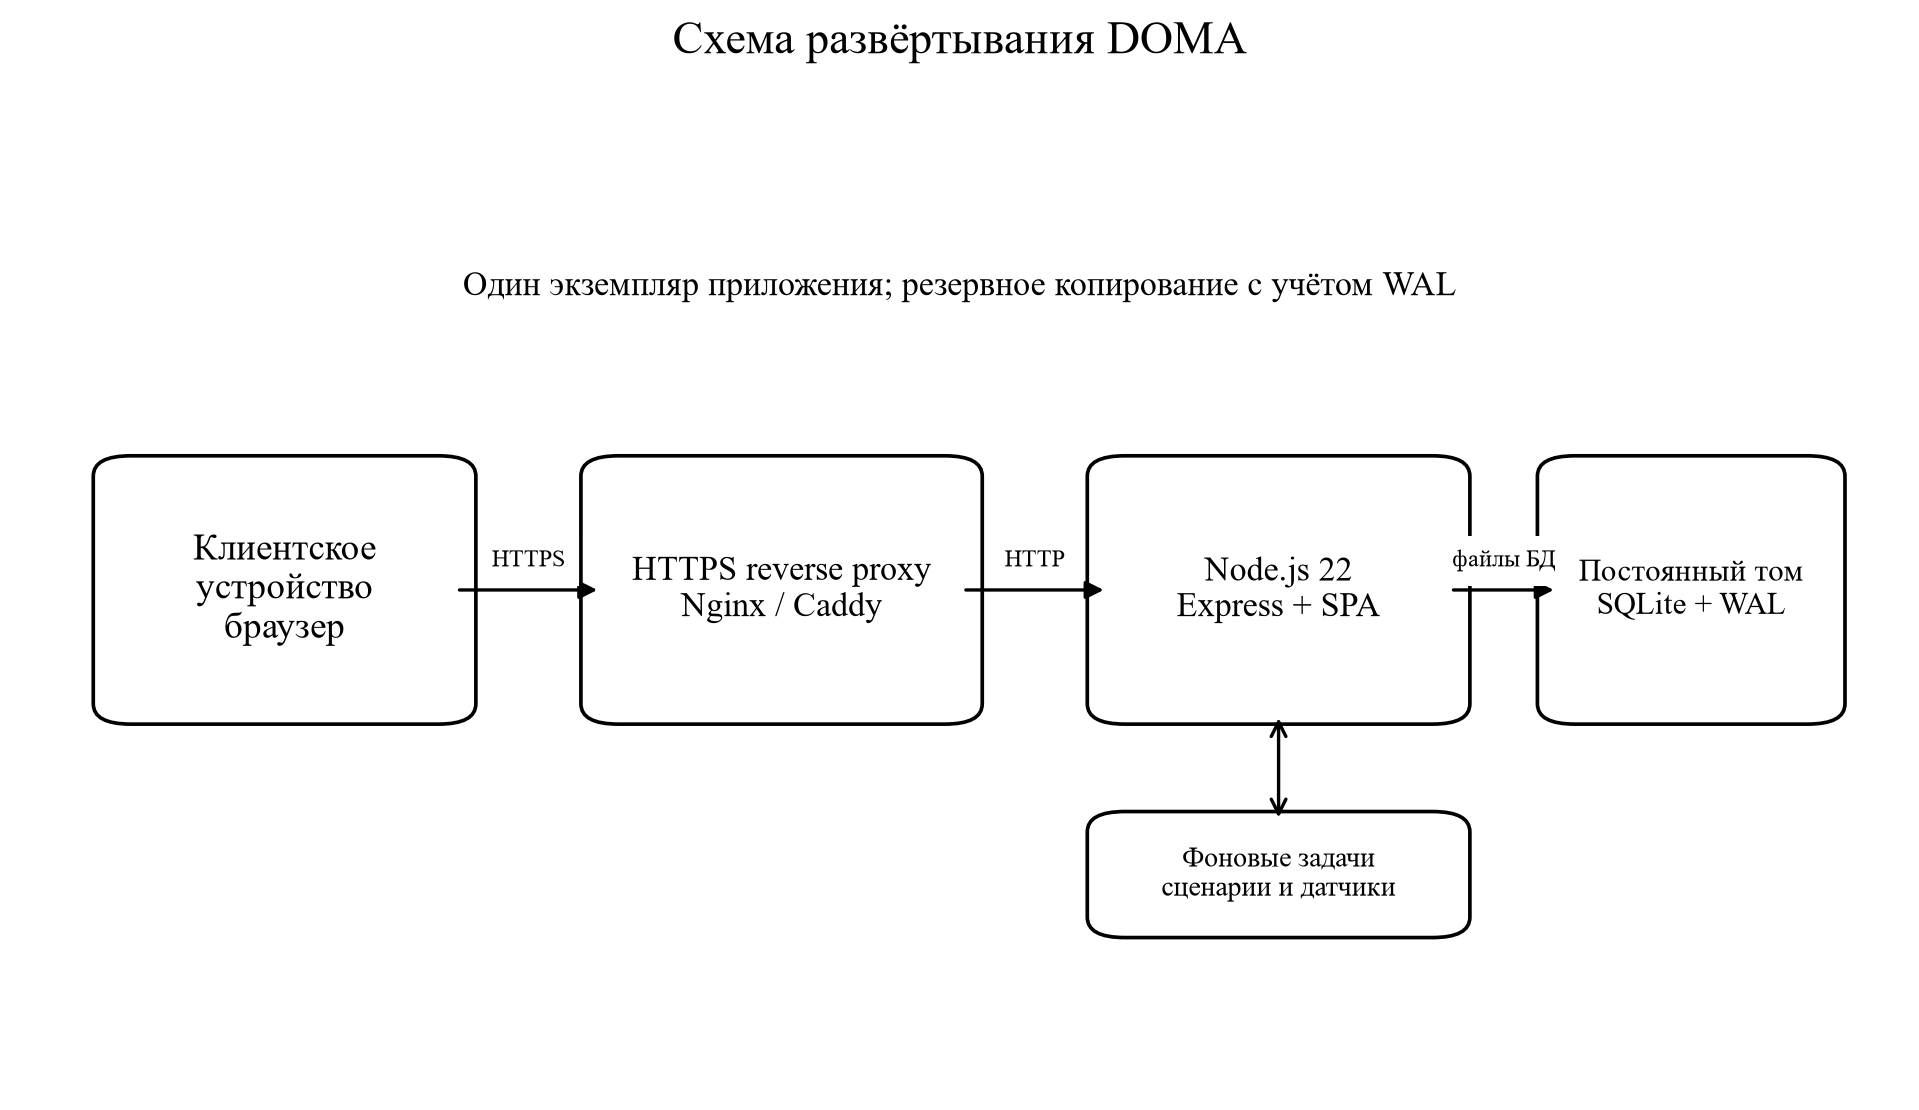 Схема развёртывания DOMA
Один экземпляр приложения; резервное копирование с учётом WAL
Клиентское
устройство
браузер
HTTPS
HTTPS reverse proxy
Nginx / Caddy
HTTP
Node.js 22
Express + SPA
файлы БД
Постоянный том
SQLite + WAL
Фоновые задачи
сценарии и датчики